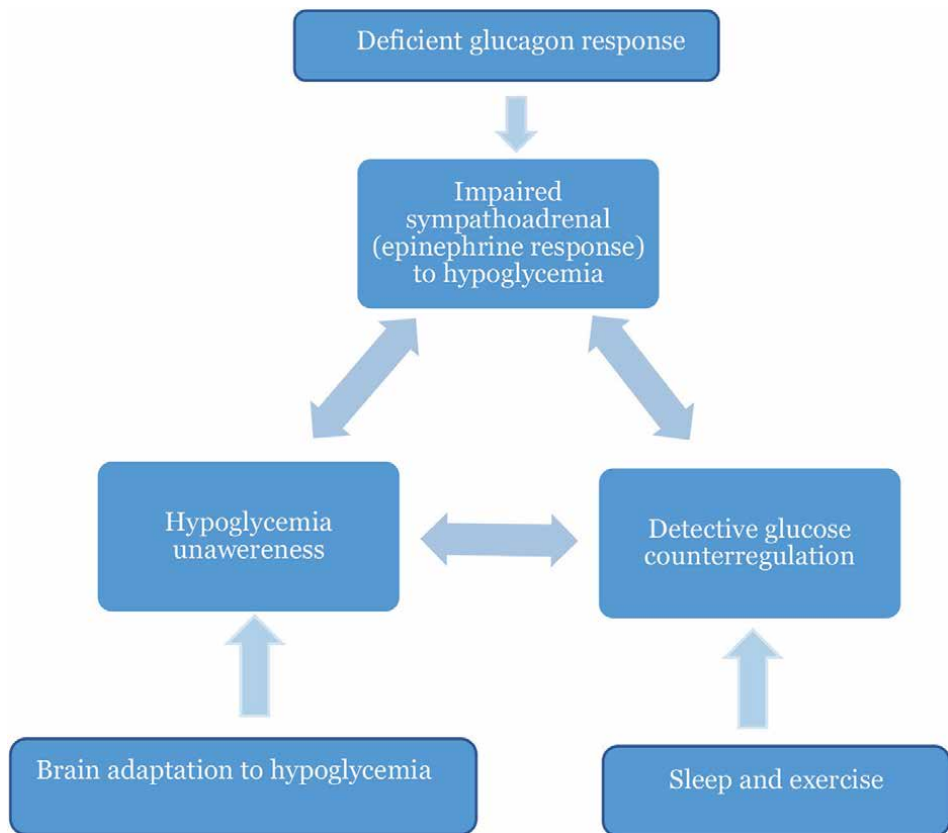 Deficient glucagon response
Impaired
sympathoadrenal
(epinephrine response)
to hypoglycemia
Hypoglycemia
unawereness
Detective glucose
counterregulation
Brain adaptation to hypoglycemia
Sleep and exercise